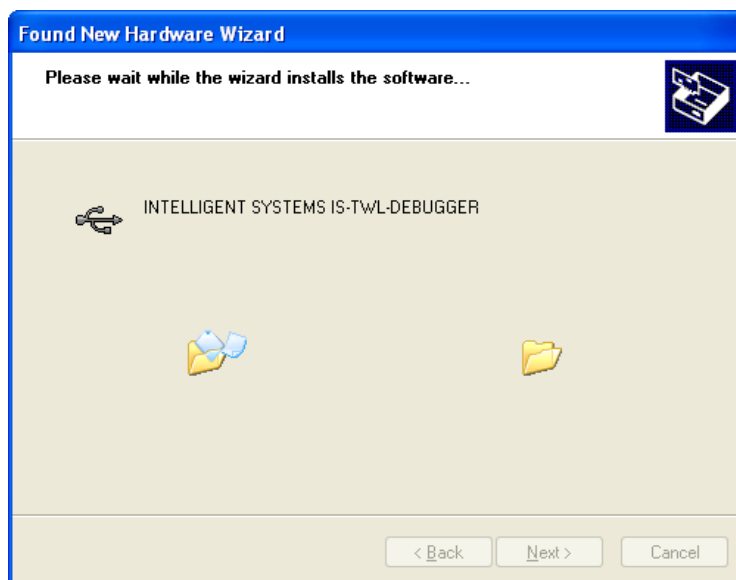 Found New Hardware Wizard
Please wait while the wizard installs the software...
INTELLIGENT SYSTEMS IS-TWL-DEBUGGER
< Back
Next >
Cancel